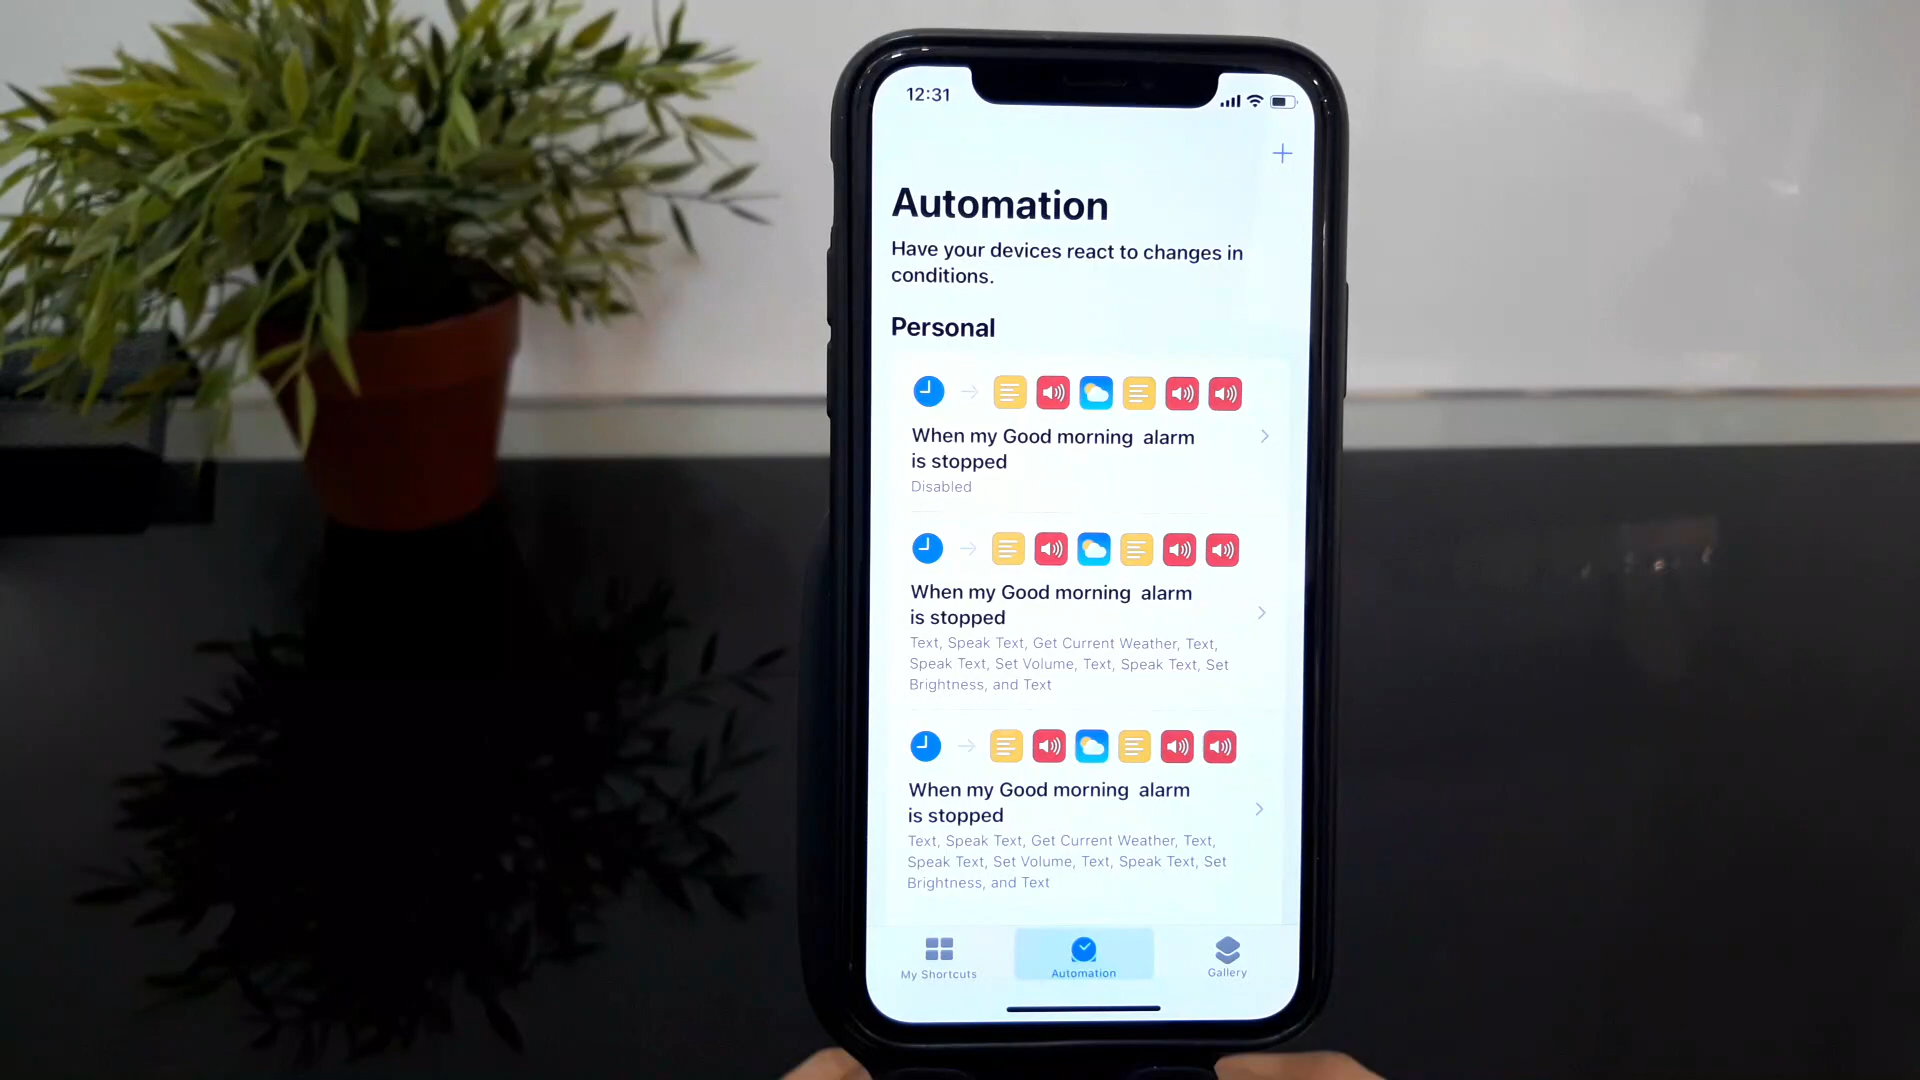 12:31
Automation
Have your devices react to changes in
conditions.
Personal
When my Good morning alarm
is stopped
Disabled
When my Good morning alarm
is stopped
Text, Speak Text, Get Current Weather, Text,
Speak Text, Set Volume, Text, Speak Text, Set
Brightness, and Text
When my Good morning alarm
is stopped
Text, Speak Text, Get Current Weather, Text,
Speak Text, Set Volume, Text, Speak Text, Set
Brightness, and Text
My Shortcuts
Automation
Gallery